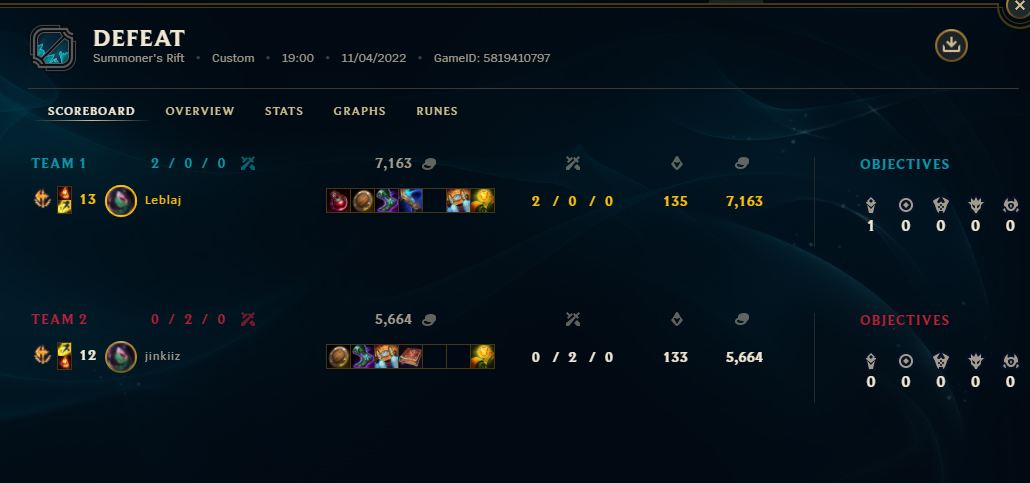 DEFEAT
Summoner's Rift • Custom • 19:00 • 11/04/2022 • GameID: 5819410797
SCOREBOARD OVERVIEW STATS GRAPHS RUNES
TEAM 1 2 / 0 / 0 7,163 OBJECTIVES
13 Leblaj 2 / 0 / 0 135 7,163
1 0 0 0 0
TEAM 2 0 / 2 / 0 5,664 OBJECTIVES
12 jinkiiz 0 / 2 / 0 133 5,664
0 0 0 0 0